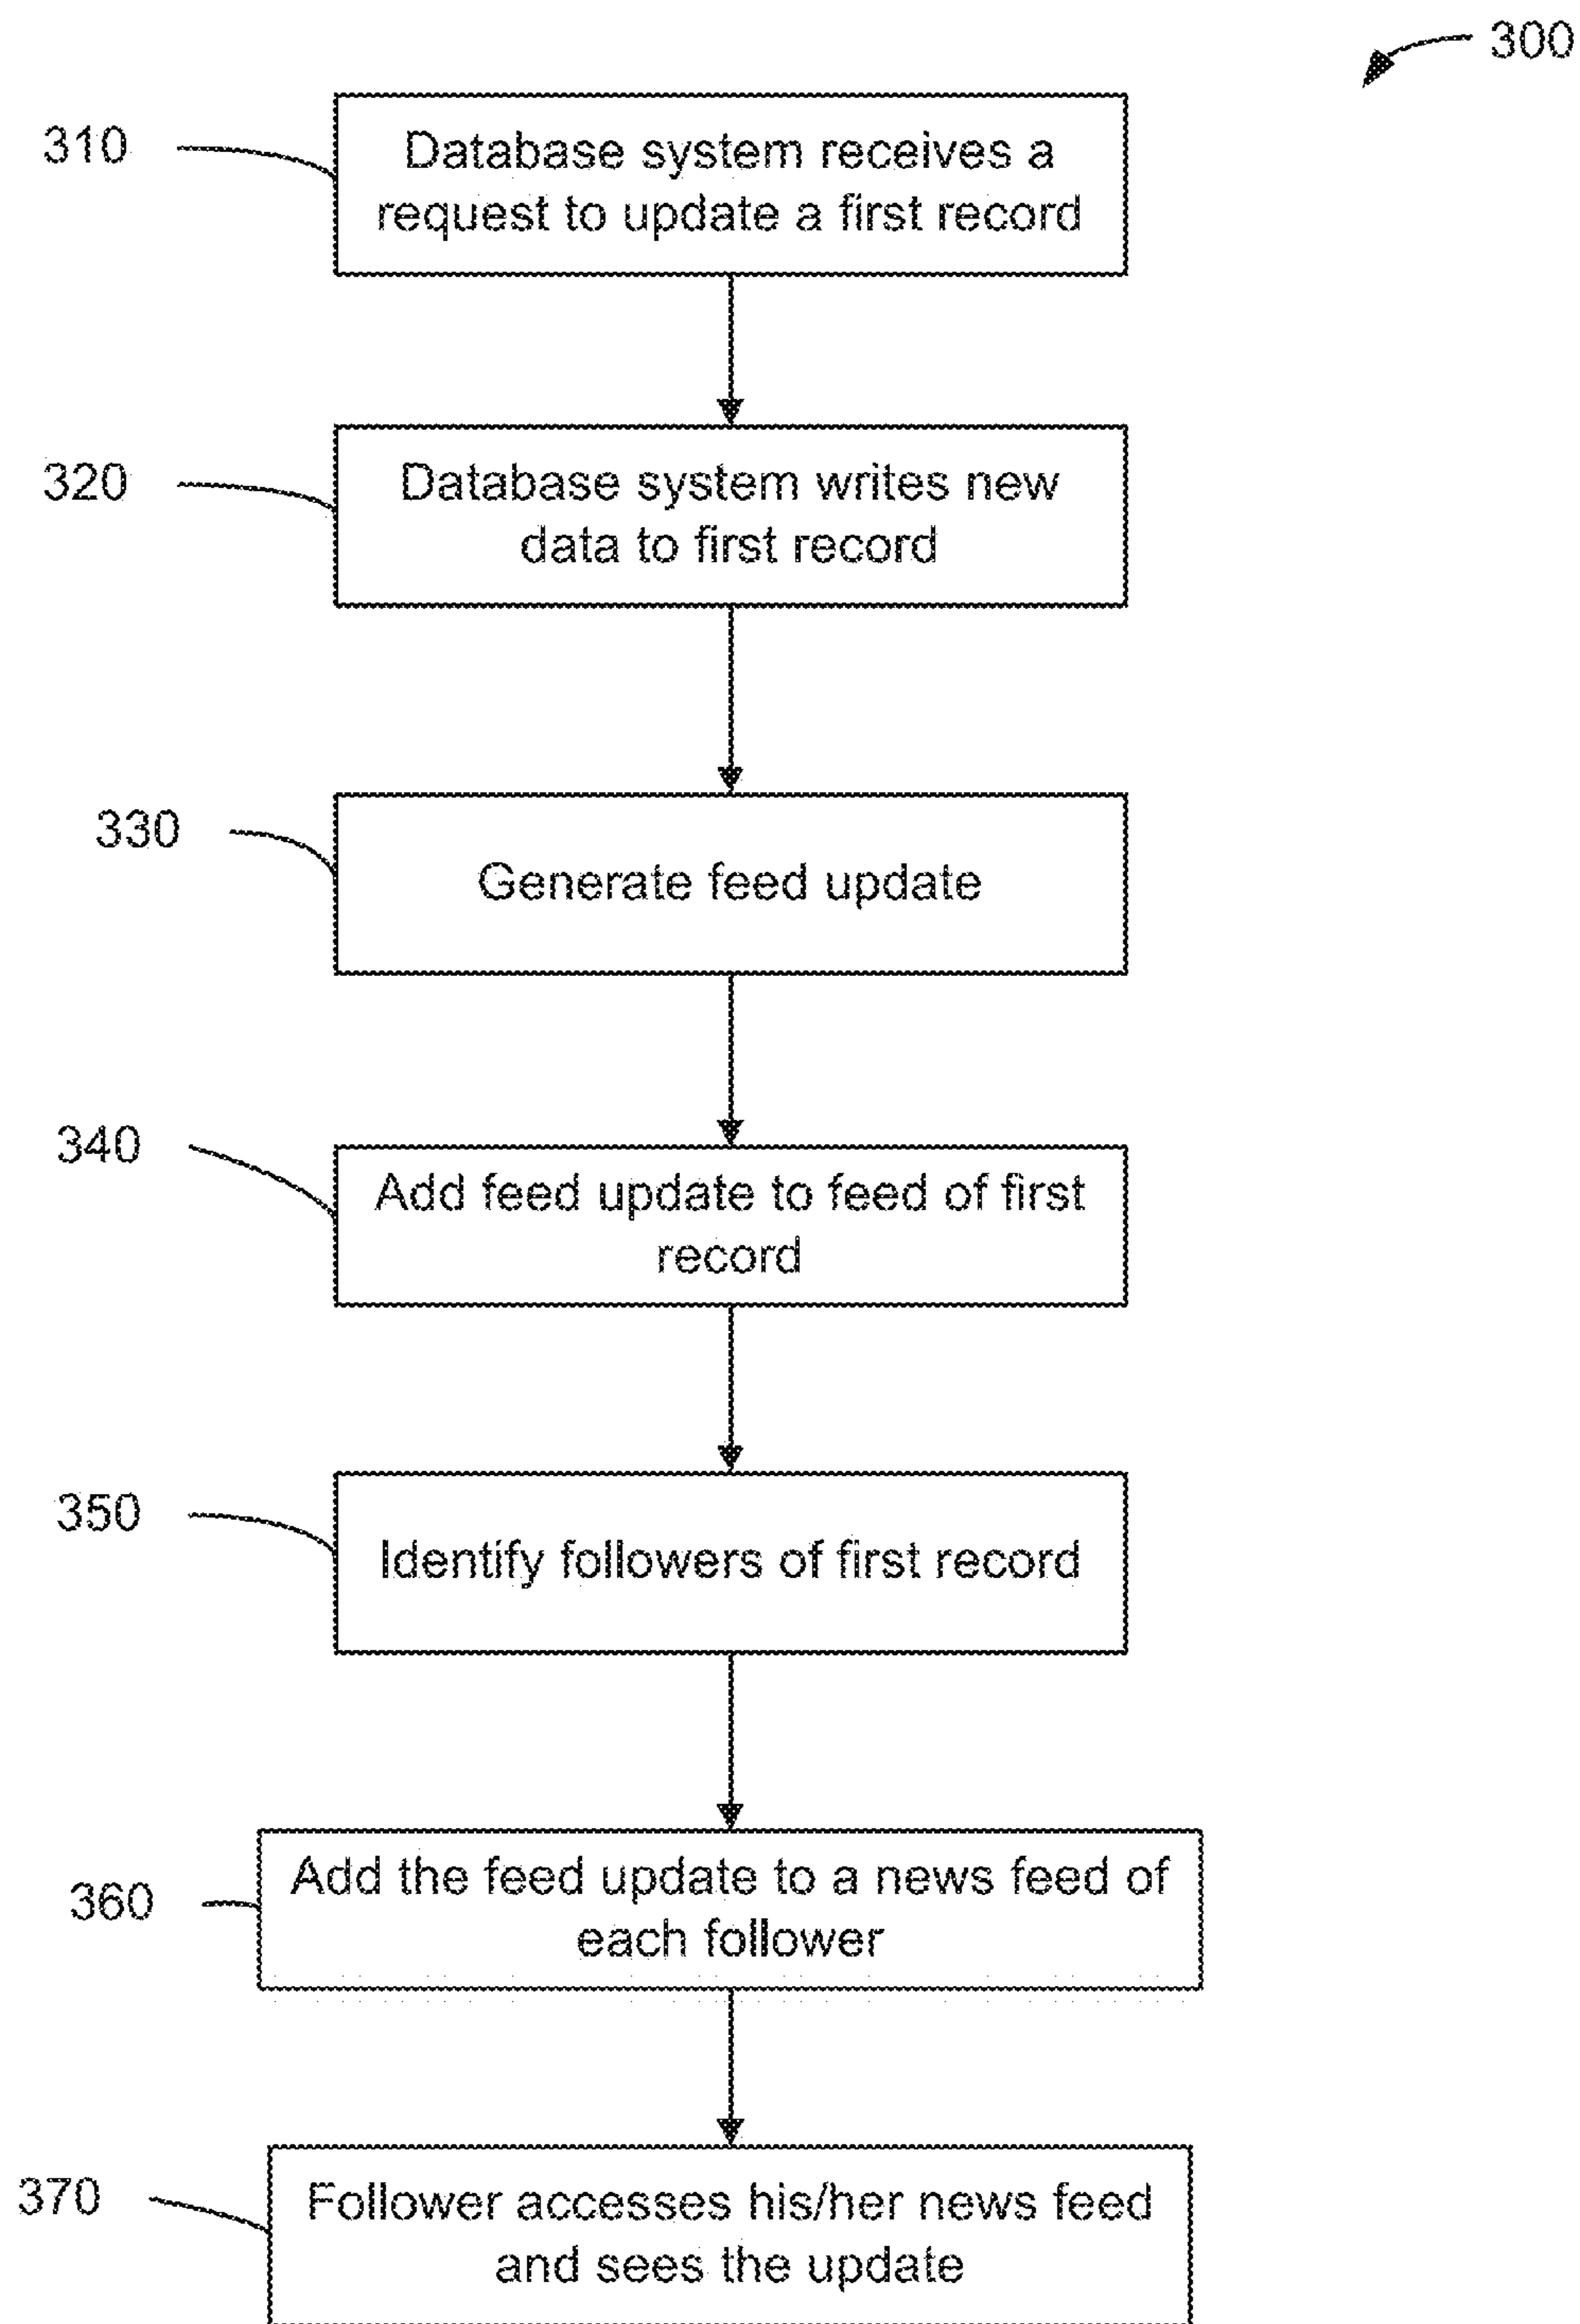 300
310
Database system receives a
request to update a first record
320
Database system writes new
data to first record
330
Generate feed update
340
Add feed update to feed of first
record
350
Identify followers of first record
360
Add the feed update to a news feed of
each follower
370
Follower accesses his/her news feed
and sees the update